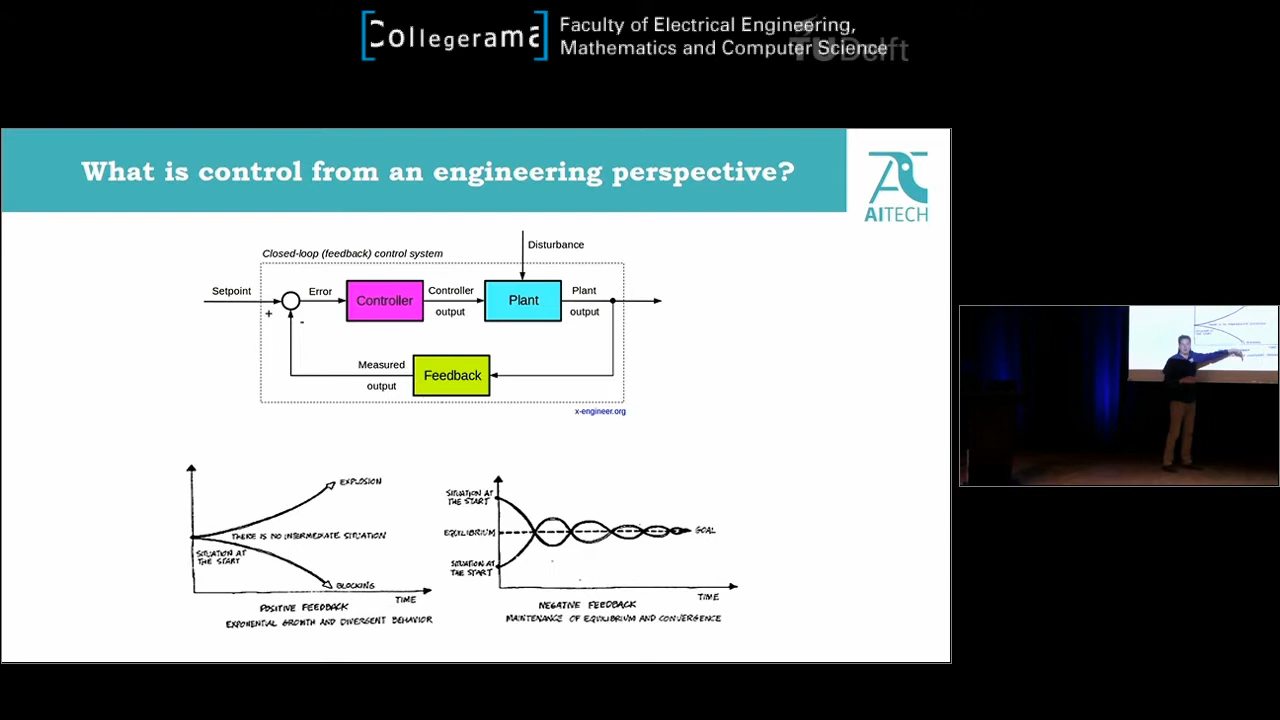 Collegerama
Faculty of Electrical Engineering,
Mathematics and Computer Science
TU Delft
What is control from an engineering perspective?
AITECH
Closed-loop (feedback) control system
Disturbance
Setpoint
Error
Controller
Controller
output
Plant
Plant
output
+
-
Measured
output
Feedback
x-engineer.org
EXPLOSION
THERE IS NO INTERMEDIATE SITUATION
SITUATION AT
THE START
BLOCKING
TIME
POSITIVE FEEDBACK
EXPONENTIAL GROWTH AND DIVERGENT BEHAVIOR
SITUATION AT
THE START
EQUILIBRIUM
GOAL
SITUATION AT
THE START
TIME
NEGATIVE FEEDBACK
MAINTENANCE OF EQUILIBRIUM AND CONVERGENCE